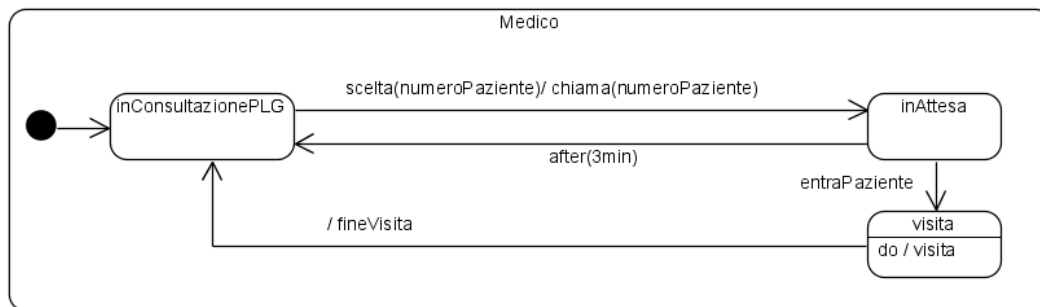 Medico
scelta(numeroPaziente)/ chiama(numeroPaziente)
inConsultazionePLG
inAttesa
after(3min)
entraPaziente
/ fineVisita
visita
do / visita